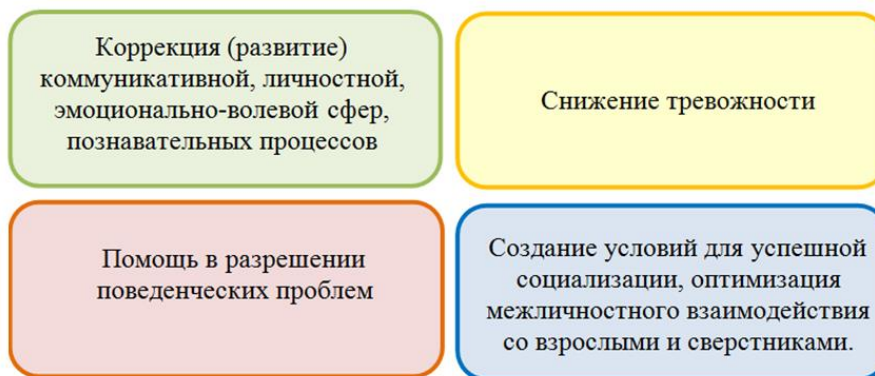 Коррекция (развитие)
коммуникативной, личностной,
эмоционально-волевой сфер,
познавательных процессов
Снижение тревожности
Помощь в разрешении
поведенческих проблем
Создание условий для успешной
социализации, оптимизация
межличностного взаимодействия
со взрослыми и сверстниками.